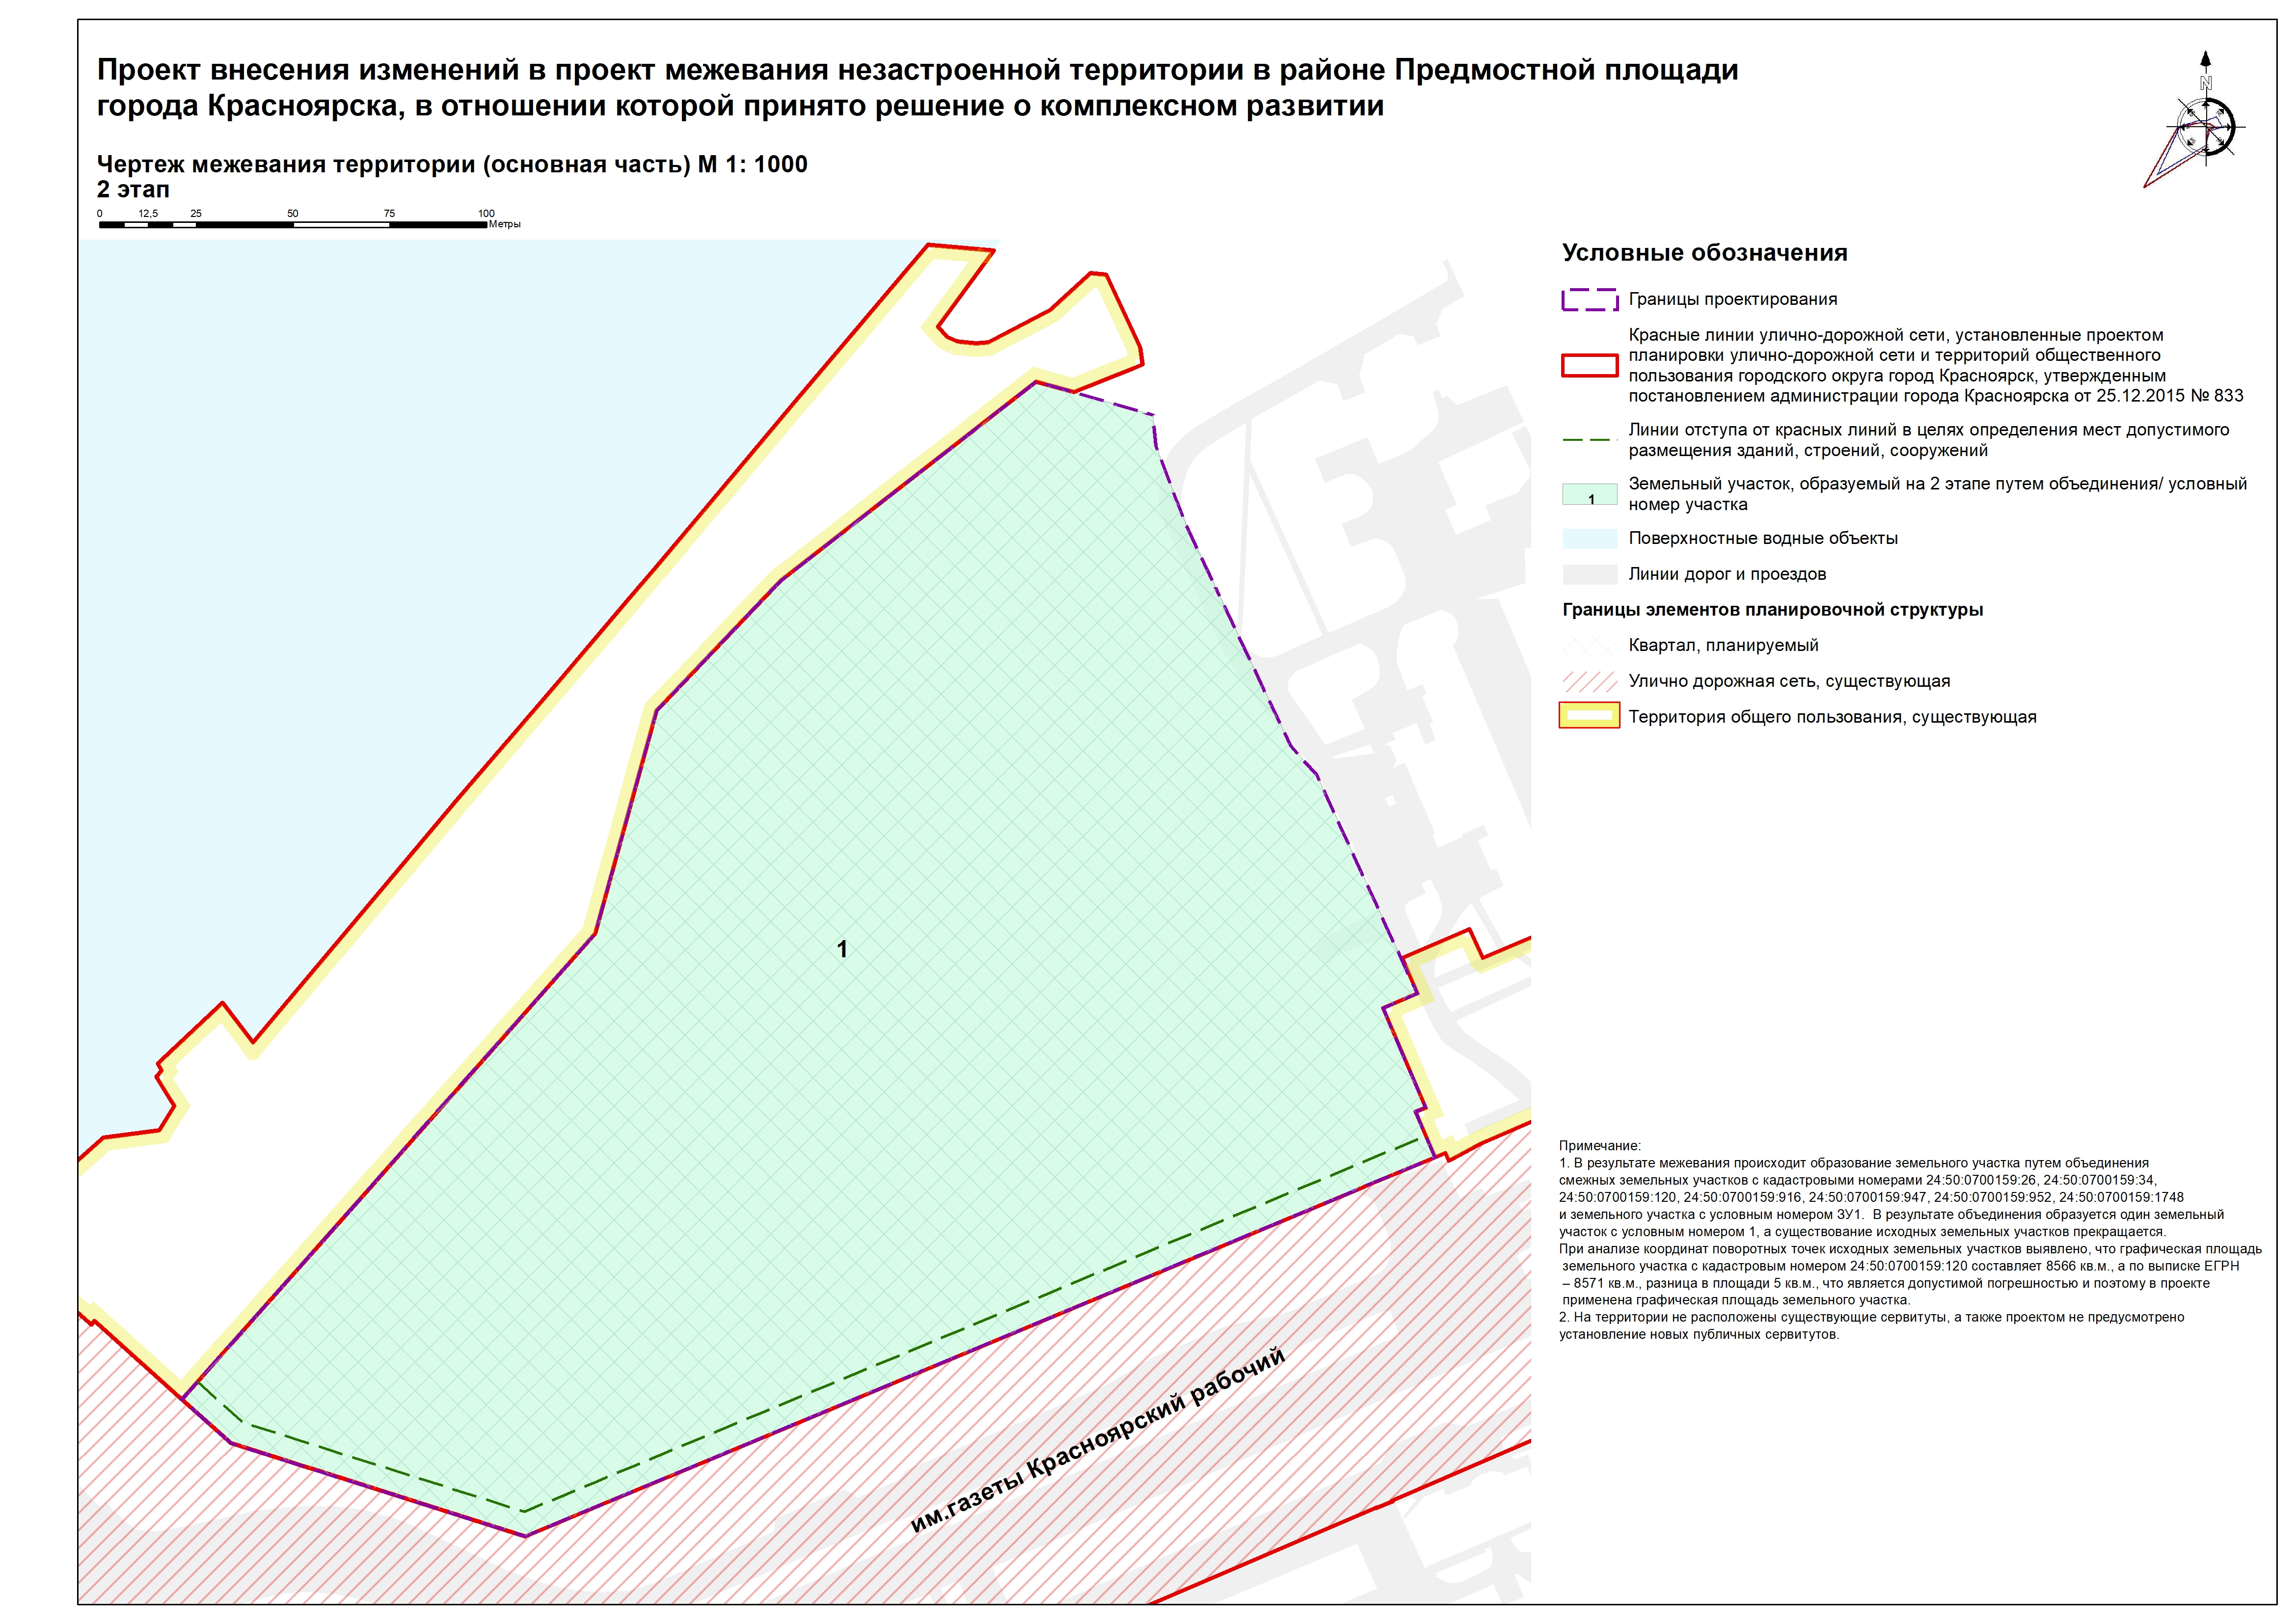 Проект внесения изменений в проект межевания незастроенной территории в районе Предмостной площади
города Красноярска, в отношении которой принято решение о комплексном развитии
Чертеж межевания территории (основная часть) М 1: 1000
2 этап
0 12,5 25 50 75 100
Метры
N
Условные обозначения
Границы проектирования
Красные линии улично-дорожной сети, установленные проектом
планировки улично-дорожной сети и территорий общественного
пользования городского округа город Красноярск, утвержденным
постановлением администрации города Красноярска от 25.12.2015 № 833
Линии отступа от красных линий в целях определения мест допустимого
размещения зданий, строений, сооружений
1
Земельный участок, образуемый на 2 этапе путем объединения/ условный
номер участка
Поверхностные водные объекты
Линии дорог и проездов
Границы элементов планировочной структуры
Квартал, планируемый
Улично дорожная сеть, существующая
Территория общего пользования, существующая
1
им.газеты Красноярский рабочий
Примечание:
1. В результате межевания происходит образование земельного участка путем объединения
смежных земельных участков с кадастровыми номерами 24:50:0700159:26, 24:50:0700159:34,
24:50:0700159:120, 24:50:0700159:916, 24:50:0700159:947, 24:50:0700159:952, 24:50:0700159:1748
и земельного участка с условным номером ЗУ1. В результате объединения образуется один земельный
участок с условным номером 1, а существование исходных земельных участков прекращается.
При анализе координат поворотных точек исходных земельных участков выявлено, что графическая площадь
земельного участка с кадастровым номером 24:50:0700159:120 составляет 8566 кв.м., а по выписке ЕГРН
– 8571 кв.м., разница в площади 5 кв.м., что является допустимой погрешностью и поэтому в проекте
применена графическая площадь земельного участка.
2. На территории не расположены существующие сервитуты, а также проектом не предусмотрено
установление новых публичных сервитутов.